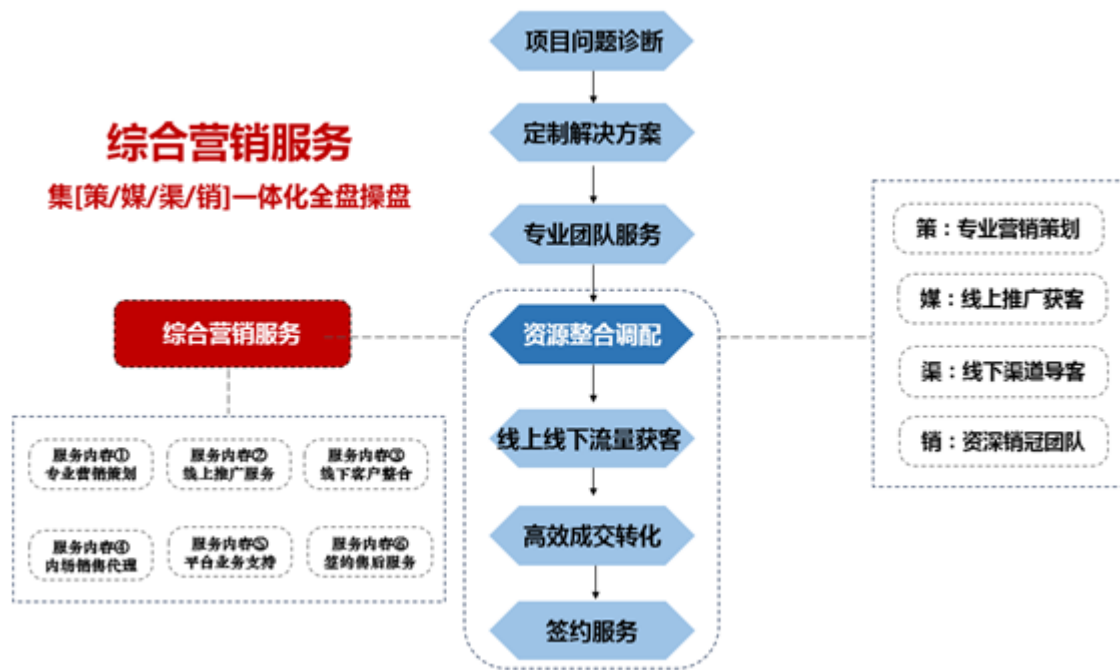 综合营销服务
集[策/媒/渠/销]一体化全盘操盘
项目问题诊断
定制解决方案
专业团队服务
资源整合调配
线上线下流量获客
高效成交转化
签约服务
综合营销服务
服务内容①
专业营销策划
服务内容②
线上推广服务
服务内容③
线下客户整合
服务内容④
内场销售代理
服务内容⑤
平台业务支持
服务内容⑥
签约售后服务
策：专业营销策划
媒：线上推广获客
渠：线下渠道导客
销：资深销冠团队